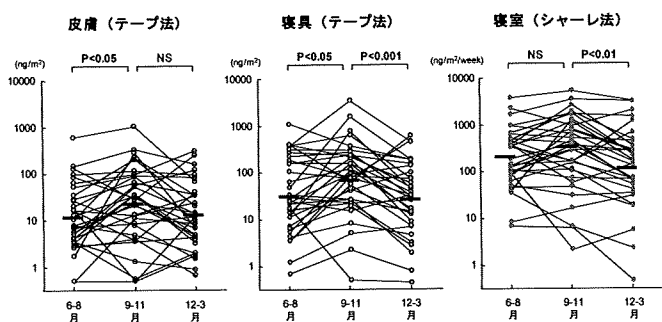 皮膚（テープ法）
(ng/m²)
P<0.05
NS
10000
1000
100
10
1
6-8
月
9-11
月
12-3
月
寝具（テープ法）
(ng/m²)
P<0.05
P<0.001
10000
1000
100
10
1
6-8
月
9-11
月
12-3
月
寝室（シャーレ法）
(ng/m²/week)
NS
P<0.01
10000
1000
100
10
1
6-8
月
9-11
月
12-3
月